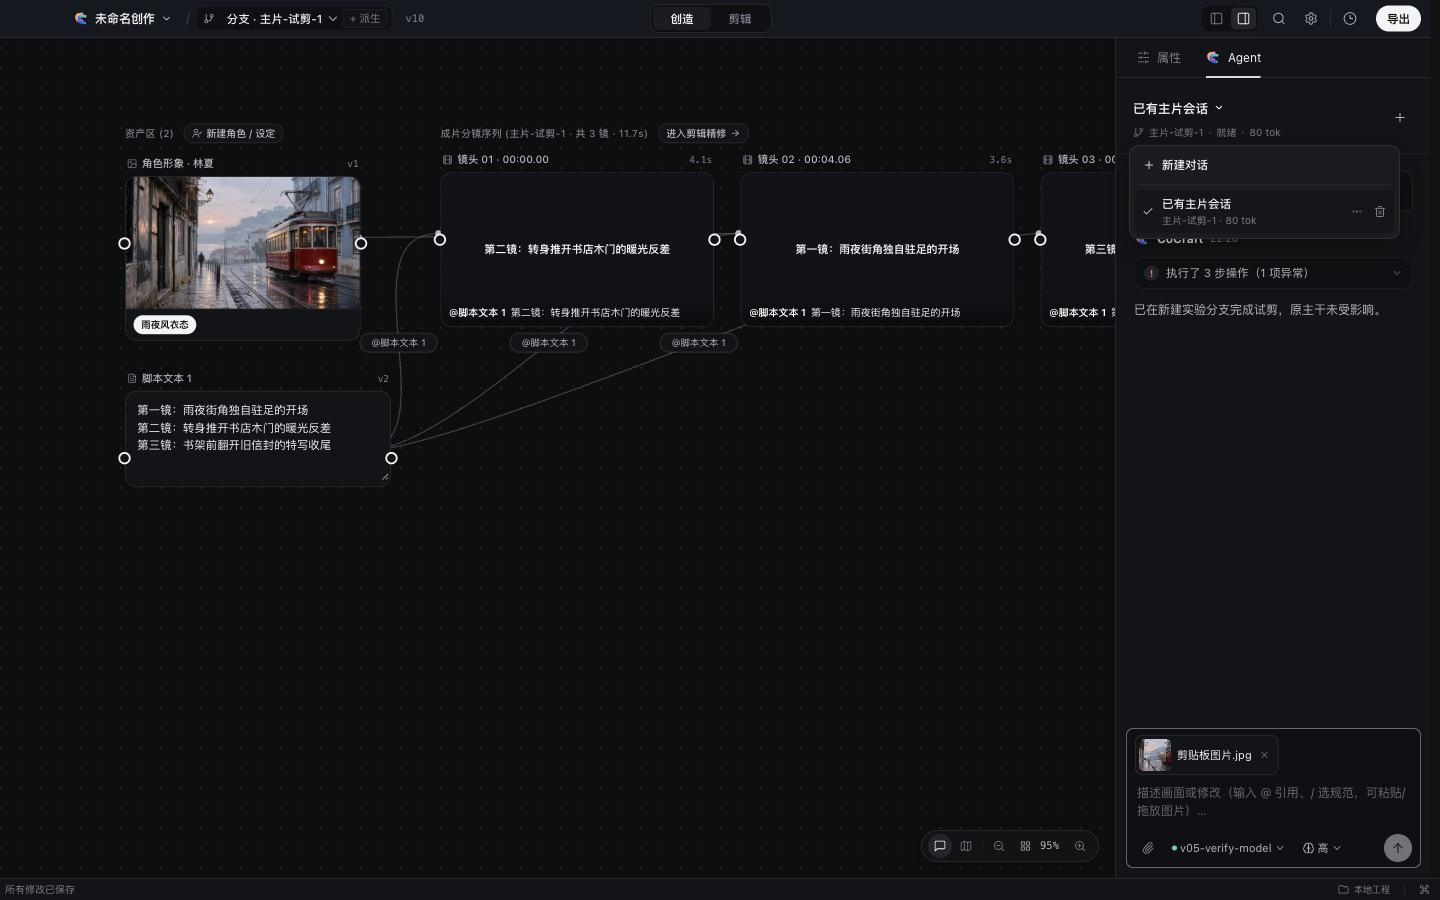 未命名创作
/
分支 · 主片-试剪-1
+ 派生
v10
创造
剪辑
导出
属性
Agent
已有主片会话
主片-试剪-1 · 就绪 · 80 tok
+ 新建对话
已有主片会话
主片-试剪-1 · 80 tok
执行了 3 步操作（1 项异常）
已在新建实验分支完成试剪，原主干未受影响。
资产区 (2)
新建角色 / 设定
角色形象 · 林夏
v1
雨夜风衣态
成片分镜序列 (主片-试剪-1 · 共 3 镜 · 11.7s)
进入剪辑精修 →
镜头 01 · 00:00.00
4.1s
第二镜：转身推开书店木门的暖光反差
@脚本文本 1 第二镜：转身推开书店木门的暖光反差
镜头 02 · 00:04.06
3.6s
第一镜：雨夜街角独自驻足的开场
@脚本文本 1 第一镜：雨夜街角独自驻足的开场
镜头 03 · 00
第三镜
@脚本文本 1
@脚本文本 1
@脚本文本 1
@脚本文本 1
脚本文本 1
v2
第一镜：雨夜街角独自驻足的开场
第二镜：转身推开书店木门的暖光反差
第三镜：书架前翻开旧信封的特写收尾
剪贴板图片.jpg
描述画面或修改（输入 @ 引用、/ 选规范，可粘贴/
拖放图片）...
v05-verify-model
高
95%
所有修改已保存
本地工程